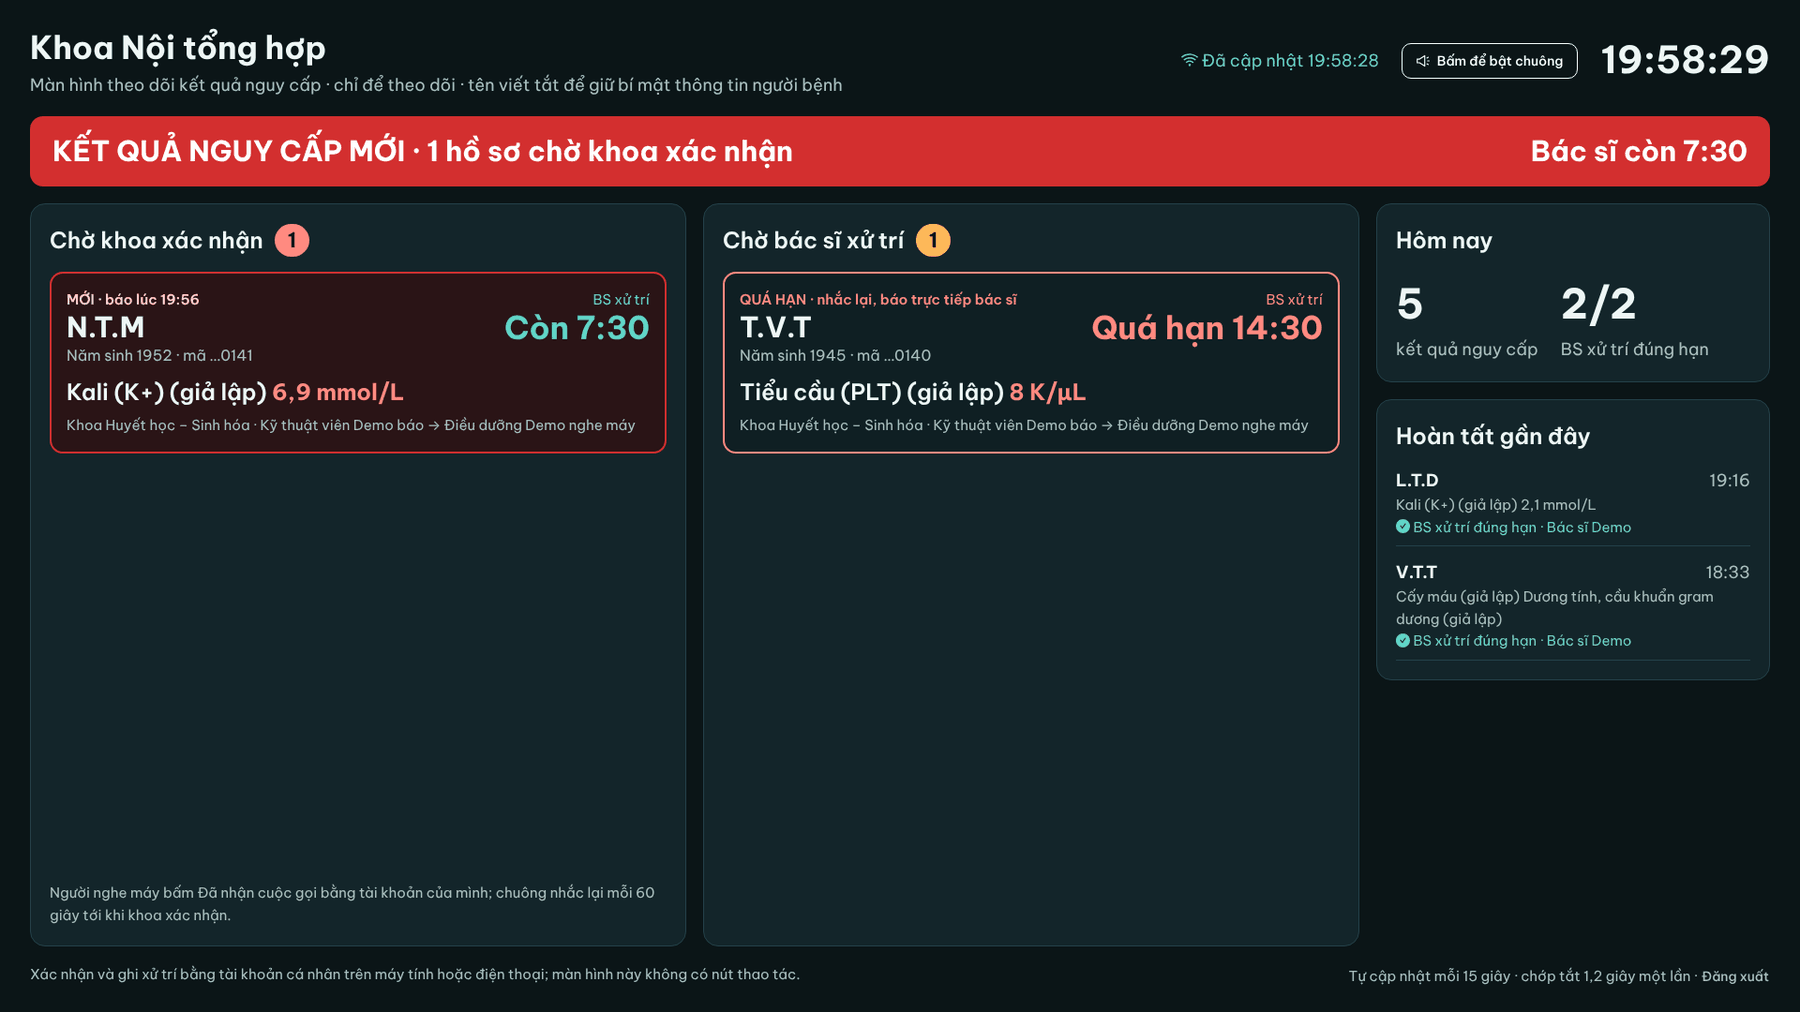 Khoa Nội tổng hợp
Màn hình theo dõi kết quả nguy cấp · chỉ để theo dõi · tên viết tắt để giữ bí mật thông tin người bệnh
Đã cập nhật 19:58:28
Bấm để bật chuông
19:58:29
KẾT QUẢ NGUY CẤP MỚI · 1 hồ sơ chờ khoa xác nhận
Bác sĩ còn 7:30
Chờ khoa xác nhận 1
MỚI · báo lúc 19:56
BS xử trí
N.T.M
Còn 7:30
Năm sinh 1952 · mã …0141
Kali (K+) (giả lập) 6,9 mmol/L
Khoa Huyết học – Sinh hóa · Kỹ thuật viên Demo báo → Điều dưỡng Demo nghe máy
Người nghe máy bấm Đã nhận cuộc gọi bằng tài khoản của mình; chuông nhắc lại mỗi 60
giây tới khi khoa xác nhận.
Chờ bác sĩ xử trí 1
QUÁ HẠN · nhắc lại, báo trực tiếp bác sĩ
BS xử trí
T.V.T
Quá hạn 14:30
Năm sinh 1945 · mã …0140
Tiểu cầu (PLT) (giả lập) 8 K/µL
Khoa Huyết học – Sinh hóa · Kỹ thuật viên Demo báo → Điều dưỡng Demo nghe máy
Hôm nay
5
2/2
kết quả nguy cấp
BS xử trí đúng hạn
Hoàn tất gần đây
L.T.D
19:16
Kali (K+) (giả lập) 2,1 mmol/L
BS xử trí đúng hạn · Bác sĩ Demo
V.T.T
18:33
Cấy máu (giả lập) Dương tính, cầu khuẩn gram
dương (giả lập)
BS xử trí đúng hạn · Bác sĩ Demo
Xác nhận và ghi xử trí bằng tài khoản cá nhân trên máy tính hoặc điện thoại; màn hình này không có nút thao tác.
Tự cập nhật mỗi 15 giây · chớp tắt 1,2 giây một lần · Đăng xuất